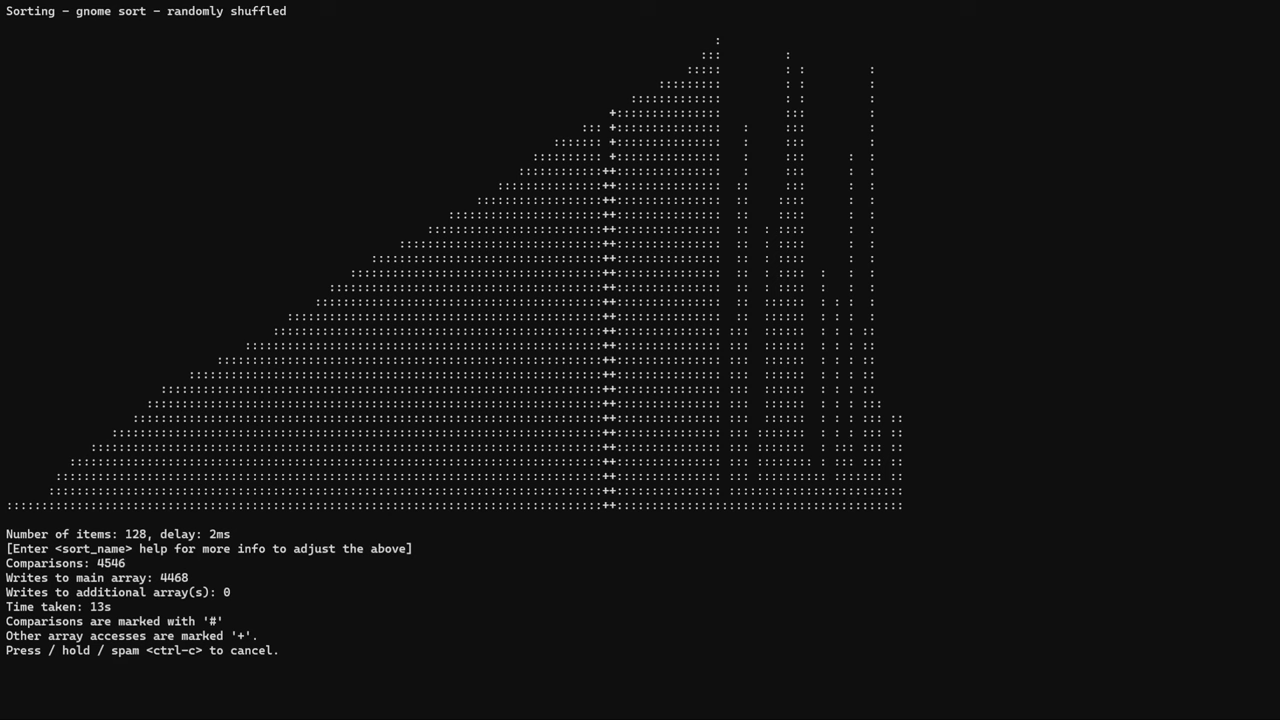 Sorting - gnome sort - randomly shuffled
Number of items: 128, delay: 2ms
[Enter <sort_name> help for more info to adjust the above]
Comparisons: 4546
Writes to main array: 4468
Writes to additional array(s): 0
Time taken: 13s
Comparisons are marked with '#'
Other array accesses are marked '+'.
Press / hold / spam <ctrl-c> to cancel.